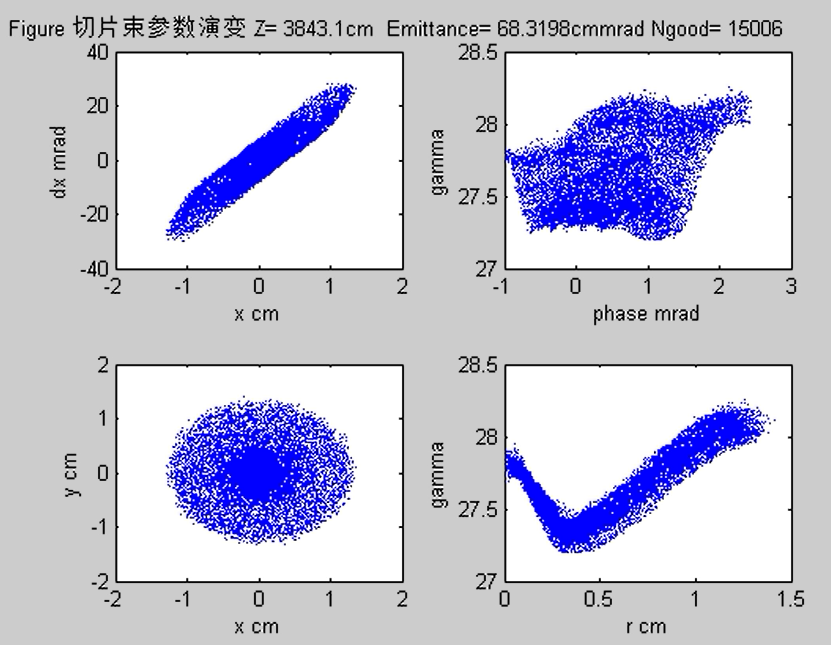 Figure 切片束参数演变 Z= 3843.1cm Emittance= 68.3198cmmrad Ngood= 15006
40
20
0
-20
-40
dx mrad
-2 -1 0 1 2
x cm
28.5
28
27.5
27
gamma
-1 0 1 2 3
phase mrad
2
1
0
-1
-2
y cm
-2 -1 0 1 2
x cm
28.5
28
27.5
27
gamma
0 0.5 1 1.5
r cm